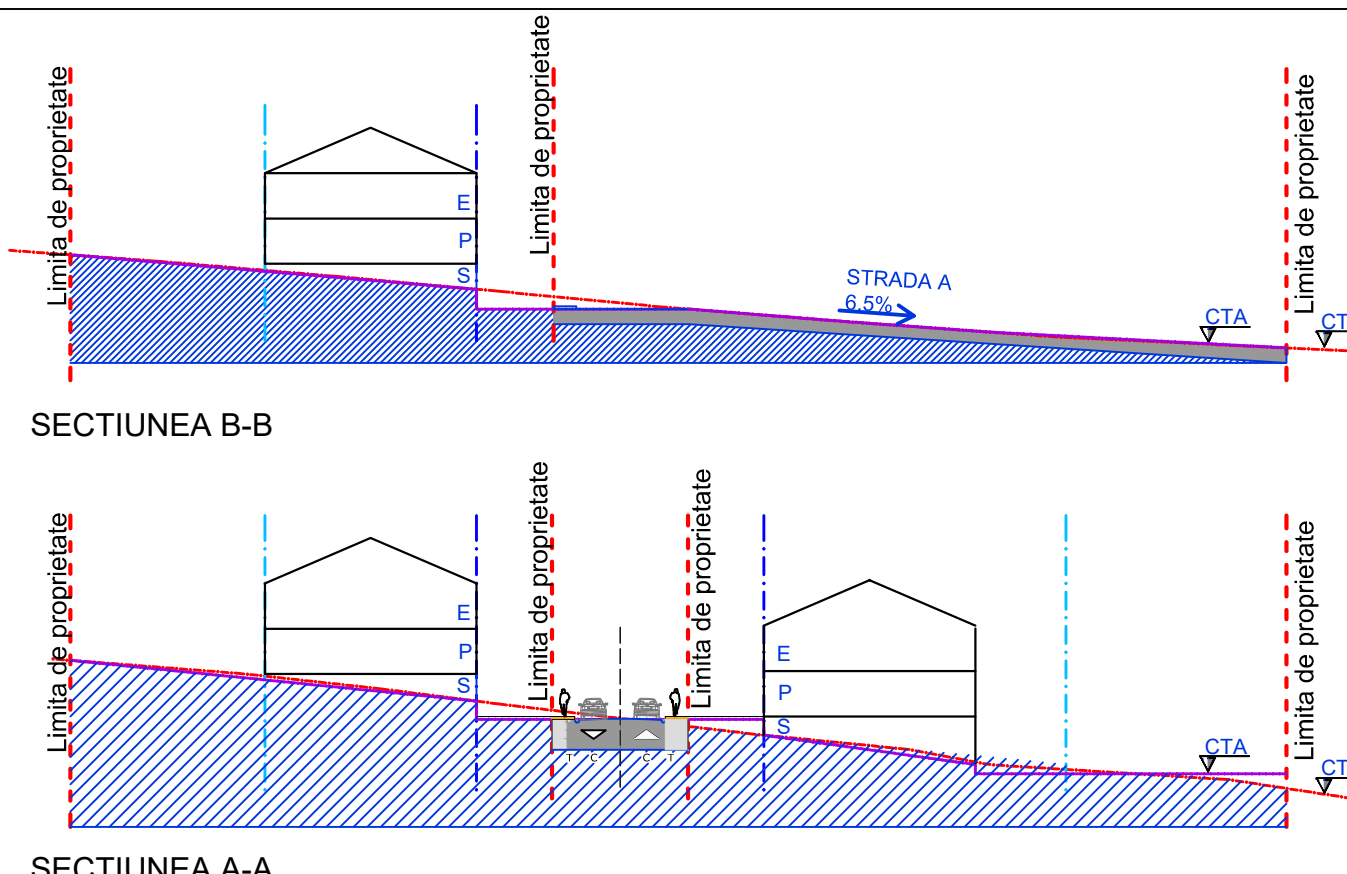 Limita de proprietate
Limita de proprietate
Limita de proprietate
E
P
S
STRADA A
6.5%
CTA
CT
SECTIUNEA B-B
Limita de proprietate
Limita de proprietate
Limita de proprietate
Limita de proprietate
E
P
S
E
P
S
T C C T
CTA
CT
SECTIUNEA A-A